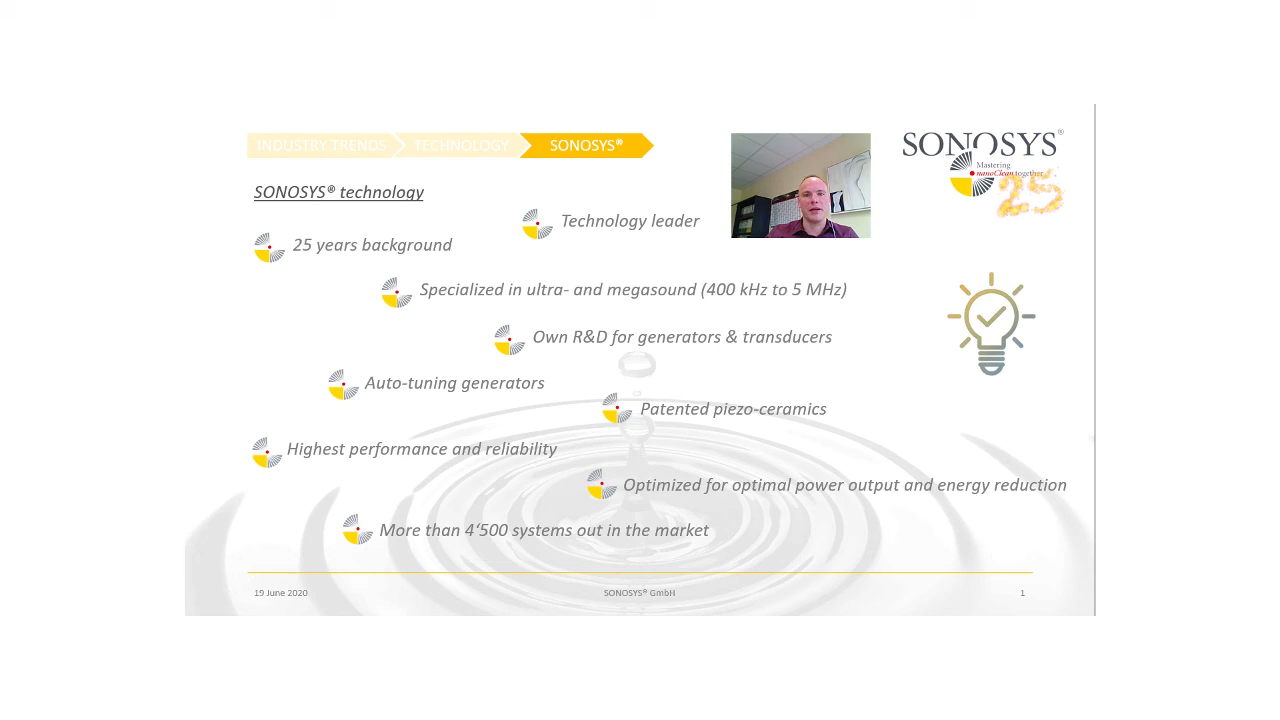 INDUSTRY TRENDS
TECHNOLOGY
SONOSYS®
SONOSYS®
Mastering
nanoClean together
25
SONOSYS® technology
Technology leader
25 years background
Specialized in ultra- and megasound (400 kHz to 5 MHz)
Own R&D for generators & transducers
Auto-tuning generators
Patented piezo-ceramics
Highest performance and reliability
Optimized for optimal power output and energy reduction
More than 4‘500 systems out in the market
19 June 2020
SONOSYS® GmbH
1